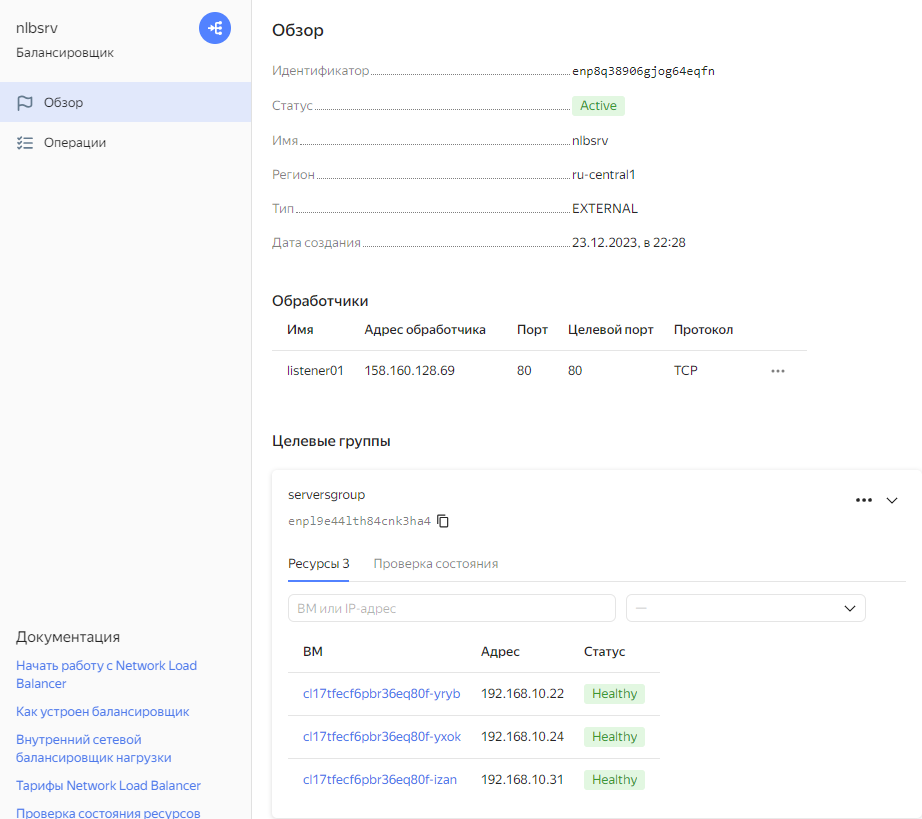 nlbsrv
Балансировщик
Обзор
Операции
Документация
Начать работу с Network Load
Balancer
Как устроен балансировщик
Внутренний сетевой
балансировщик нагрузки
Тарифы Network Load Balancer
Проверка состояния ресурсов
Обзор
Идентификатор enp8q38906gjog64eqfn
Статус Active
Имя nlbsrv
Регион ru-central1
Тип EXTERNAL
Дата создания 23.12.2023, в 22:28
Обработчики
Имя Адрес обработчика Порт Целевой порт Протокол
listener01 158.160.128.69 80 80 TCP
Целевые группы
serversgroup
enpl9e44lth84cnk3ha4
Ресурсы 3 Проверка состояния
ВМ или IP-адрес —
ВМ Адрес Статус
cl17tfecf6pbr36eq80f-yryb 192.168.10.22 Healthy
cl17tfecf6pbr36eq80f-yxok 192.168.10.24 Healthy
cl17tfecf6pbr36eq80f-izan 192.168.10.31 Healthy